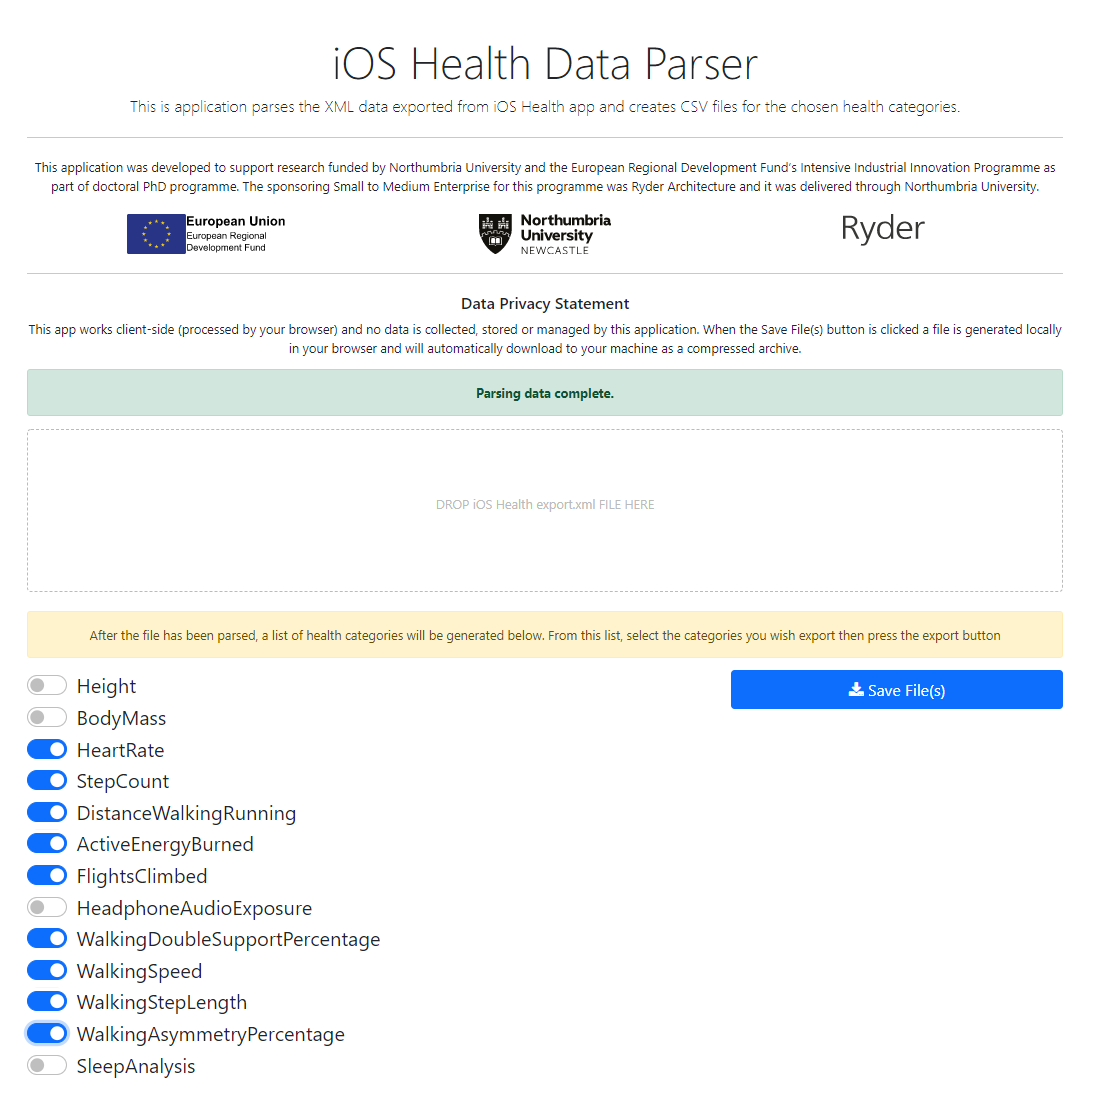 iOS Health Data Parser
This is application parses the XML data exported from iOS Health app and creates CSV files for the chosen health categories.
This application was developed to support research funded by Northumbria University and the European Regional Development Fund's Intensive Industrial Innovation Programme as
part of doctoral PhD programme. The sponsoring Small to Medium Enterprise for this programme was Ryder Architecture and it was delivered through Northumbria University.
European Union
European Regional
Development Fund
Northumbria
University
NEWCASTLE
Ryder
Data Privacy Statement
This app works client-side (processed by your browser) and no data is collected, stored or managed by this application. When the Save File(s) button is clicked a file is generated locally
in your browser and will automatically download to your machine as a compressed archive.
Parsing data complete.
DROP iOS Health export.xml FILE HERE
After the file has been parsed, a list of health categories will be generated below. From this list, select the categories you wish export then press the export button
Save File(s)
Height
BodyMass
HeartRate
StepCount
DistanceWalkingRunning
ActiveEnergyBurned
FlightsClimbed
HeadphoneAudioExposure
WalkingDoubleSupportPercentage
WalkingSpeed
WalkingStepLength
WalkingAsymmetryPercentage
SleepAnalysis